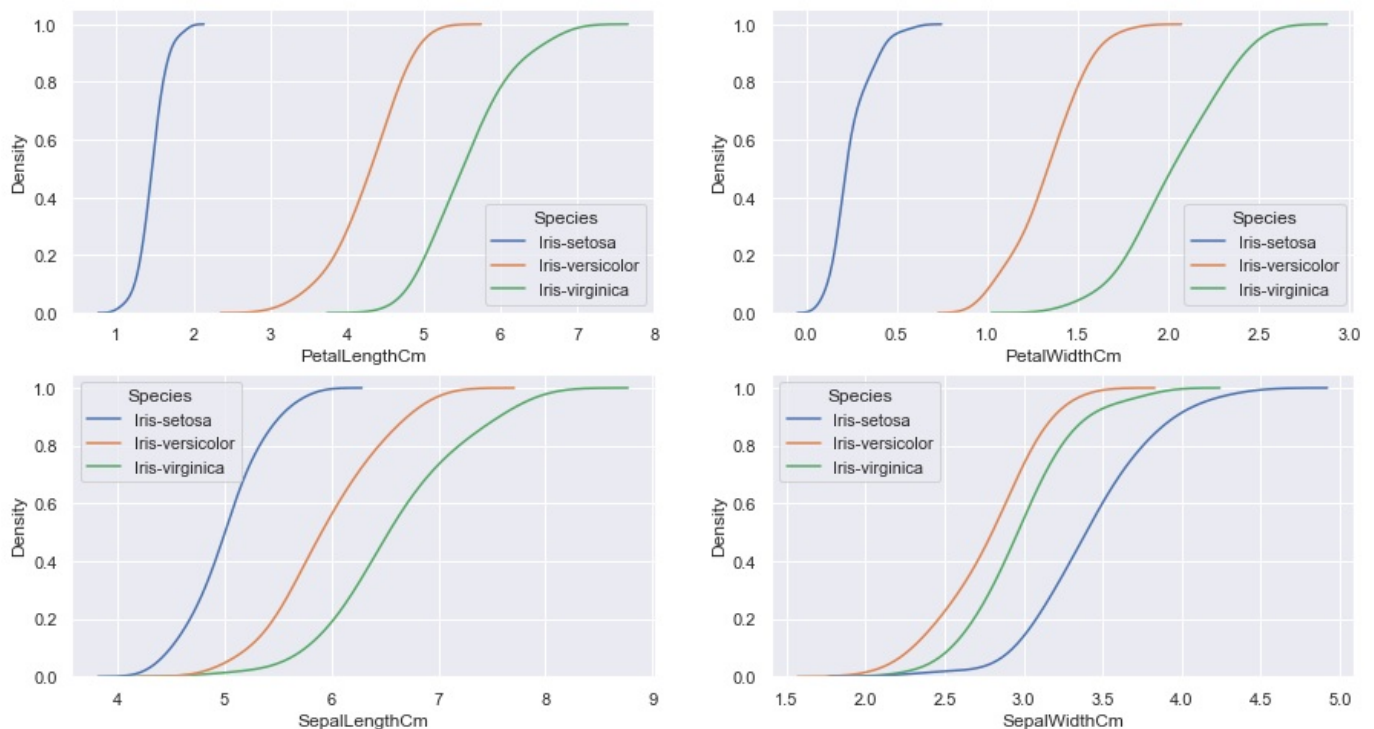 1.0
0.8
0.6
0.4
0.2
0.0
Density
Species
Iris-setosa
Iris-versicolor
Iris-virginica
1 2 3 4 5 6 7 8
PetalLengthCm
1.0
0.8
0.6
0.4
0.2
0.0
Density
Species
Iris-setosa
Iris-versicolor
Iris-virginica
0.0 0.5 1.0 1.5 2.0 2.5 3.0
PetalWidthCm
1.0
0.8
0.6
0.4
0.2
0.0
Density
Species
Iris-setosa
Iris-versicolor
Iris-virginica
4 5 6 7 8 9
SepalLengthCm
1.0
0.8
0.6
0.4
0.2
0.0
Density
Species
Iris-setosa
Iris-versicolor
Iris-virginica
1.5 2.0 2.5 3.0 3.5 4.0 4.5 5.0
SepalWidthCm